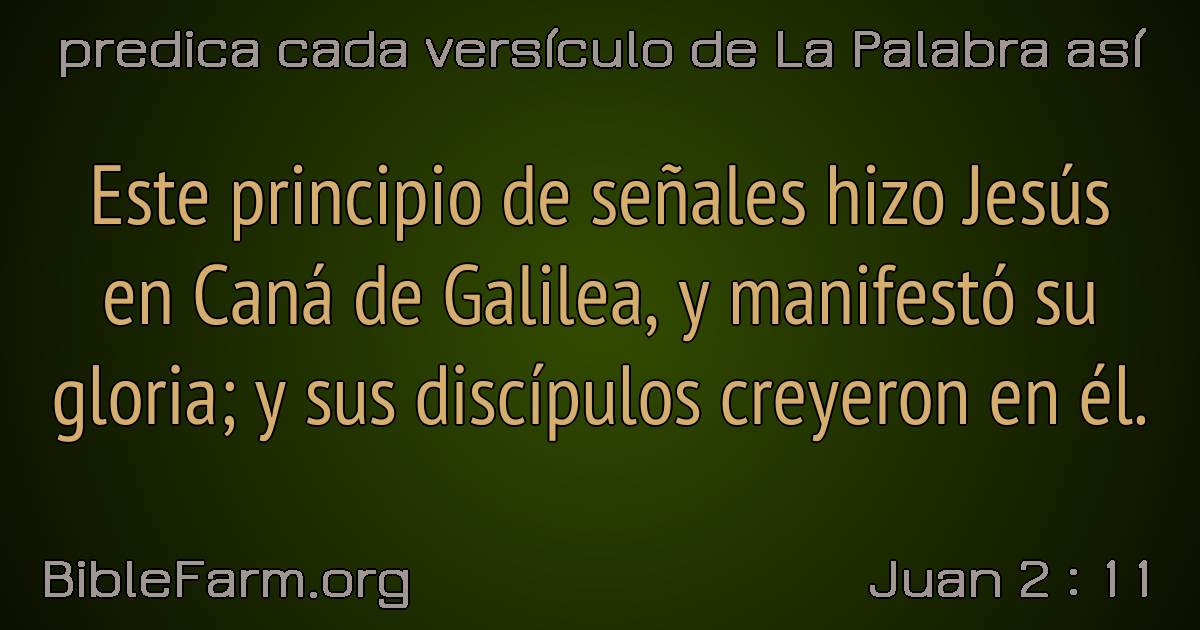 predica cada versículo de La Palabra así
Este principio de señales hizo Jesús
en Caná de Galilea, y manifestó su
gloria; y sus discípulos creyeron en él.
BibleFarm.org
Juan 2 : 11